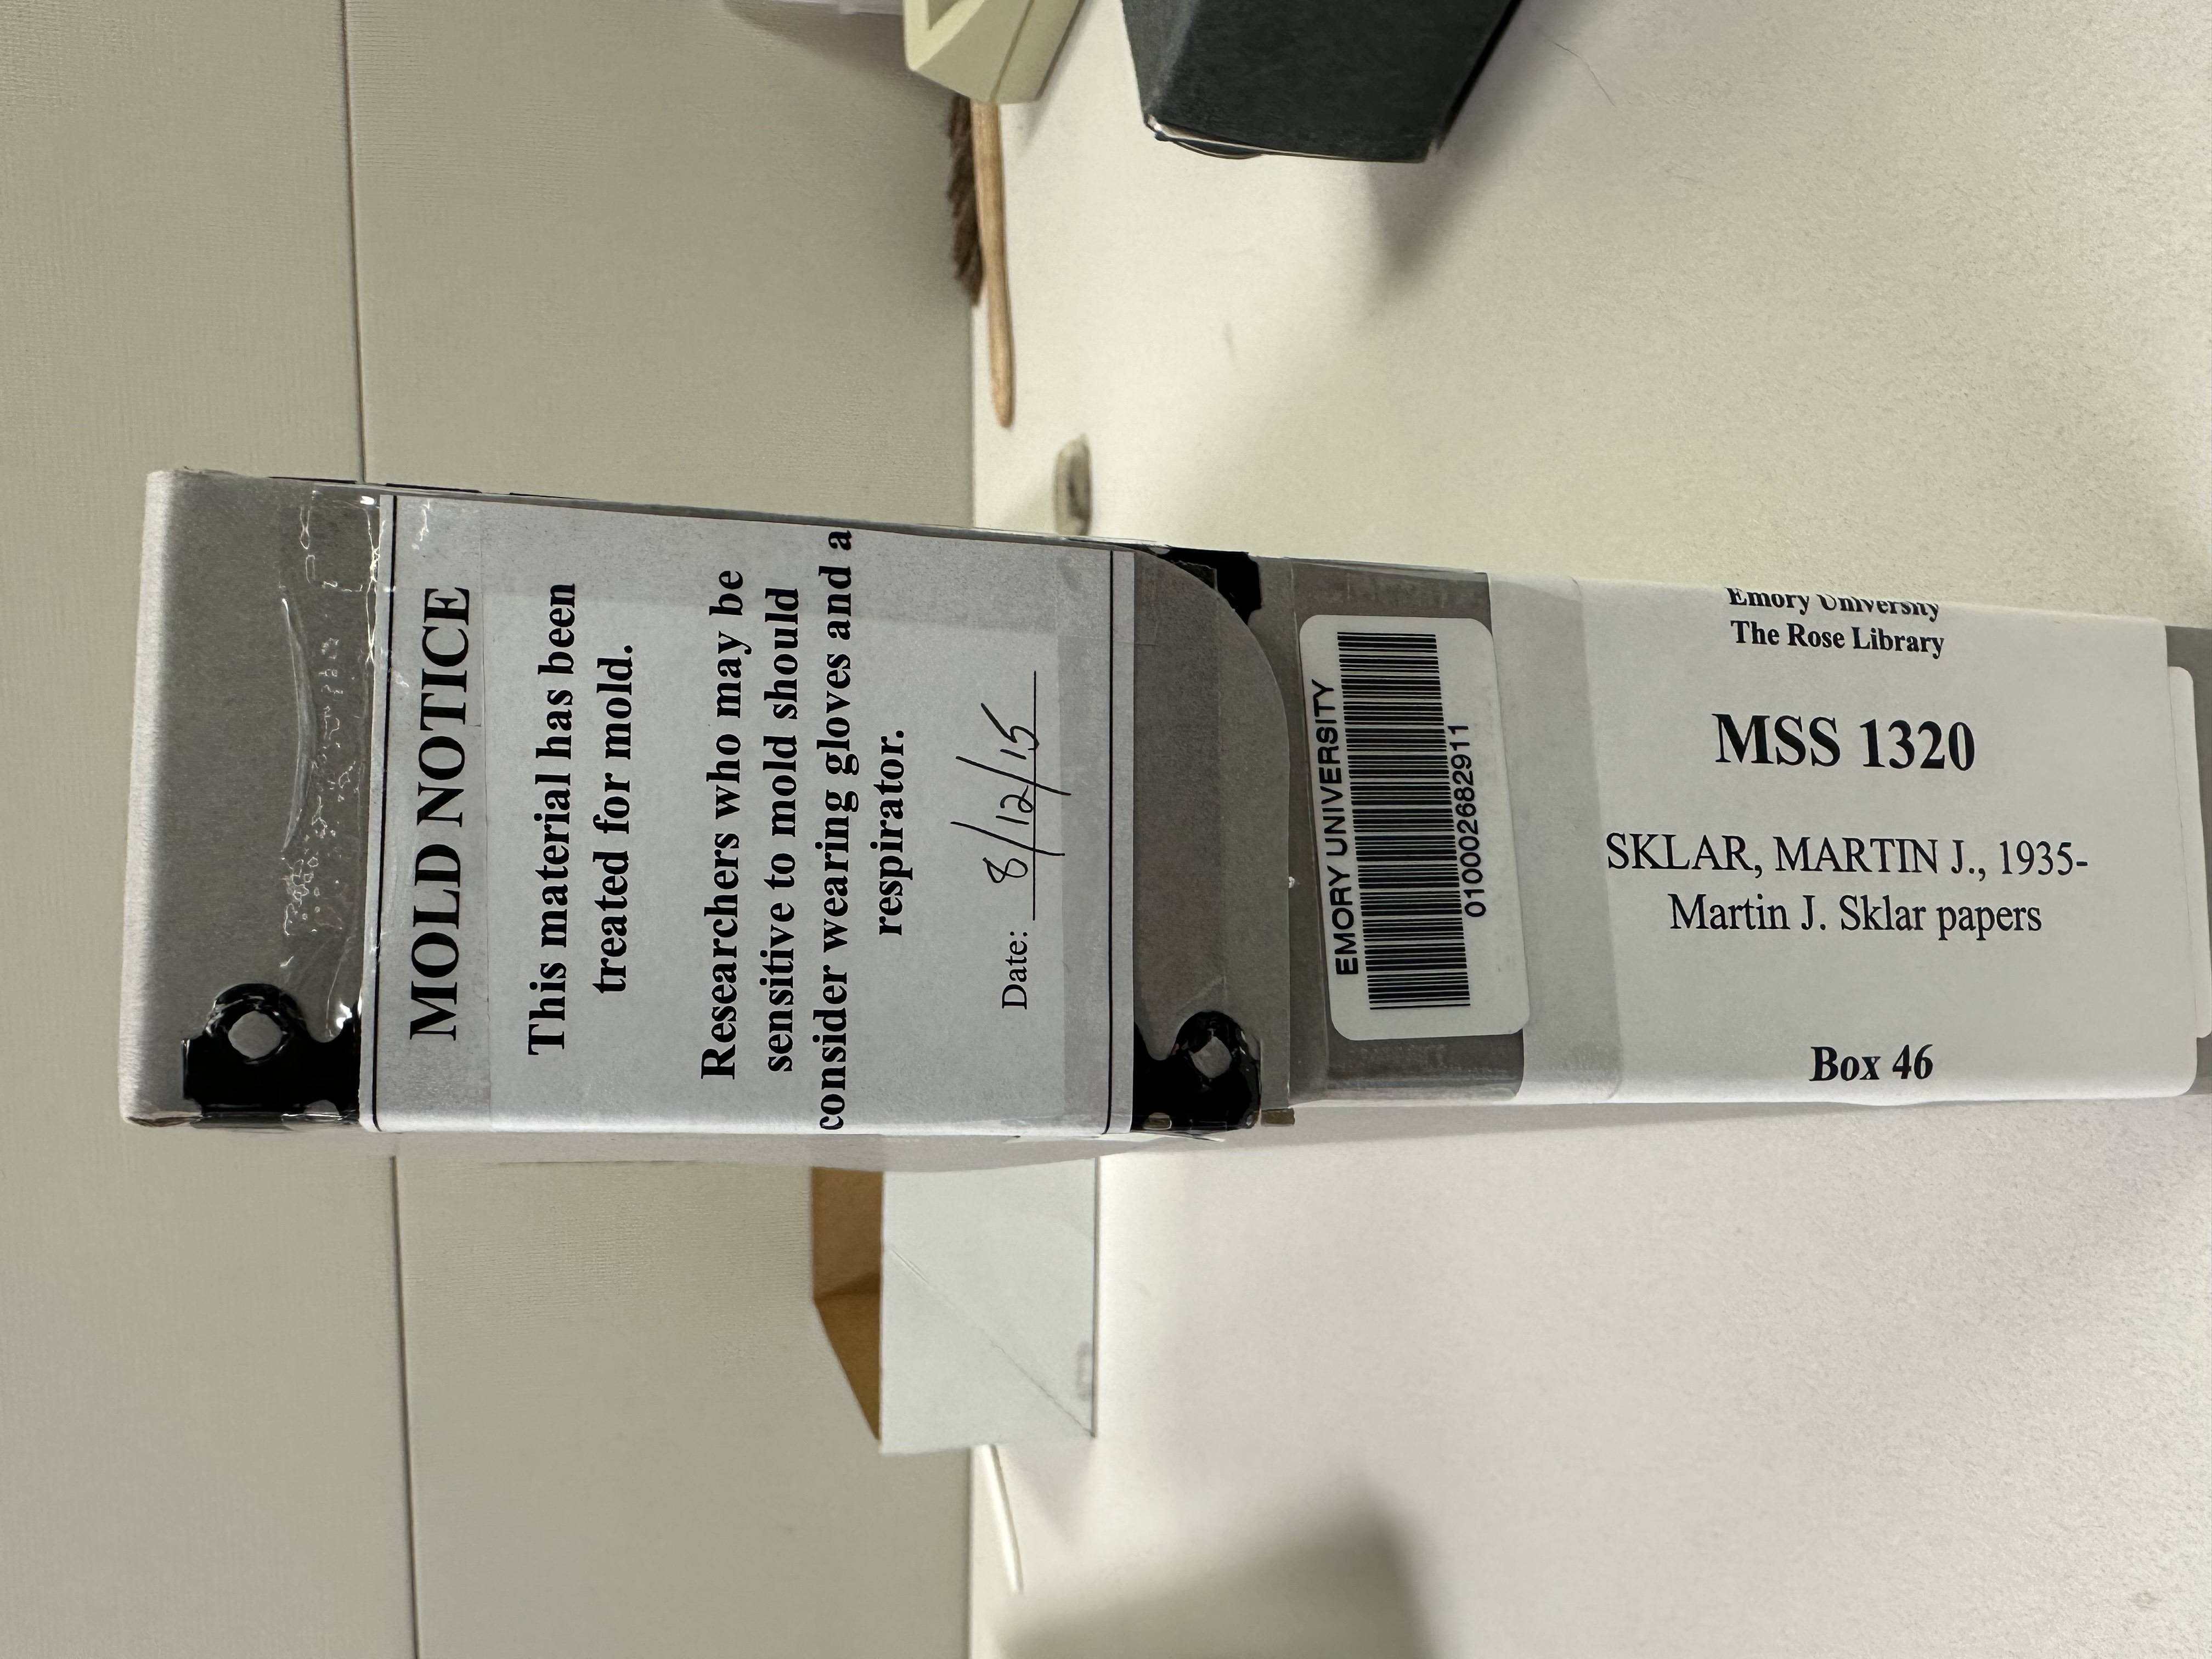 MOLD NOTICE
This material has been
treated for mold.
Researchers who may be
sensitive to mold should
consider wearing gloves and a
respirator.
Date: 8/12/15
EMORY UNIVERSITY
010002682911
Emory University
The Rose Library
MSS 1320
SKLAR, MARTIN J., 1935-
Martin J. Sklar papers
Box 46